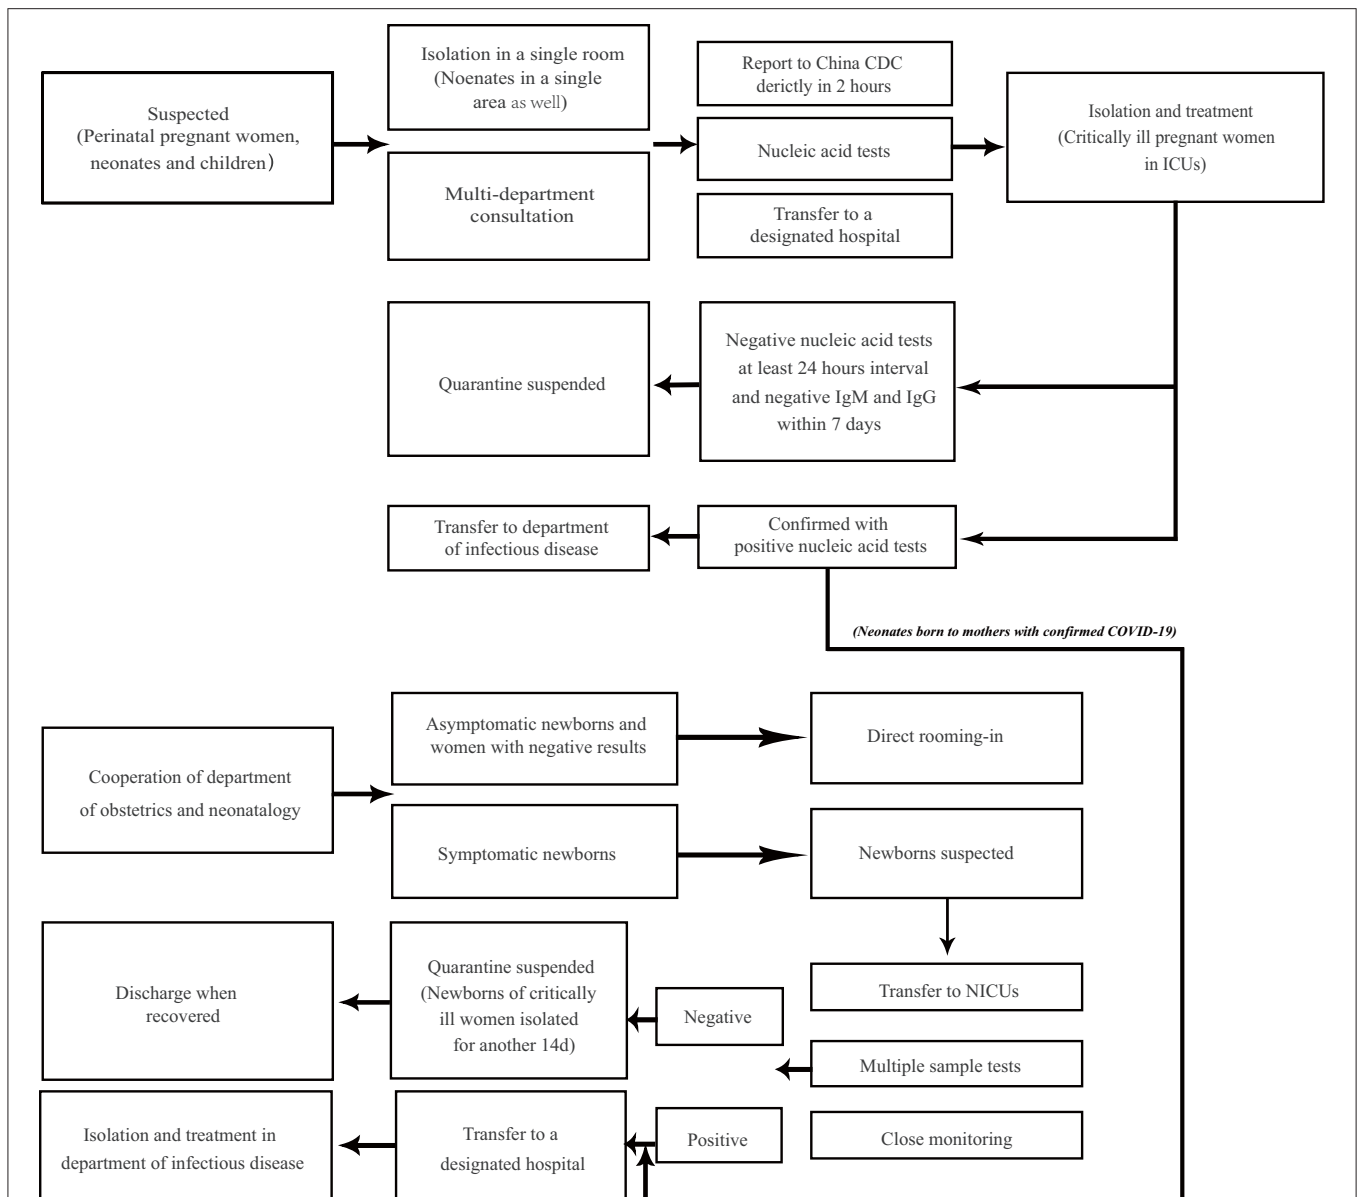 Suspected
(Perinatal pregnant women,
neonates and children)
Isolation in a single room
(Noenates in a single
area as well)
Multi-department
consultation
Report to China CDC
derictly in 2 hours
Nucleic acid tests
Transfer to a
designated hospital
Isolation and treatment
(Critically ill pregnant women
in ICUs)
Quarantine suspended
Negative nucleic acid tests
at least 24 hours interval
and negative IgM and IgG
within 7 days
Transfer to department
of infectious disease
Confirmed with
positive nucleic acid tests
(Neonates born to mothers with confirmed COVID-19)
Cooperation of department
of obstetrics and neonatalogy
Asymptomatic newborns and
women with negative results
Direct rooming-in
Symptomatic newborns
Newborns suspected
Discharge when
recovered
Quarantine suspended
(Newborns of critically
ill women isolated
for another 14d)
Negative
Transfer to NICUs
Multiple sample tests
Close monitoring
Isolation and treatment in
department of infectious disease
Transfer to a
designated hospital
Positive